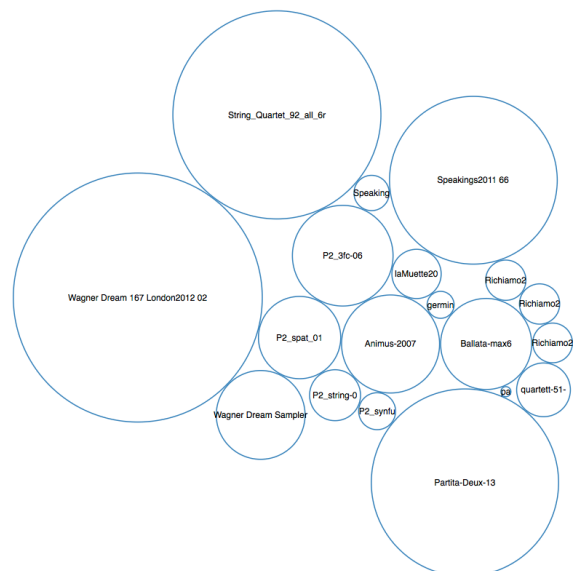 String_Quartet_92_all_6r
Speakings2011 66
Speaking
P2_3fc-06
laMuette20
Richiamo2
Wagner Dream 167 London2012 02
germin
Richiamo2
P2_spat_01
Animus-2007
Ballata-max6
Richiamo2
P2_string-0
quartett-51-
pa
Wagner Dream Sampler
P2_synfu
Partita-Deux-13